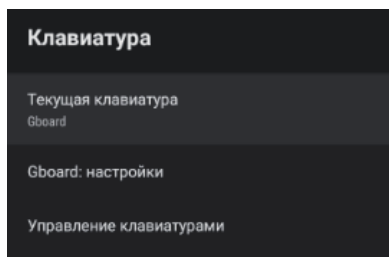 Клавиатура
Текущая клавиатура
Gboard
Gboard: настройки
Управление клавиатурами